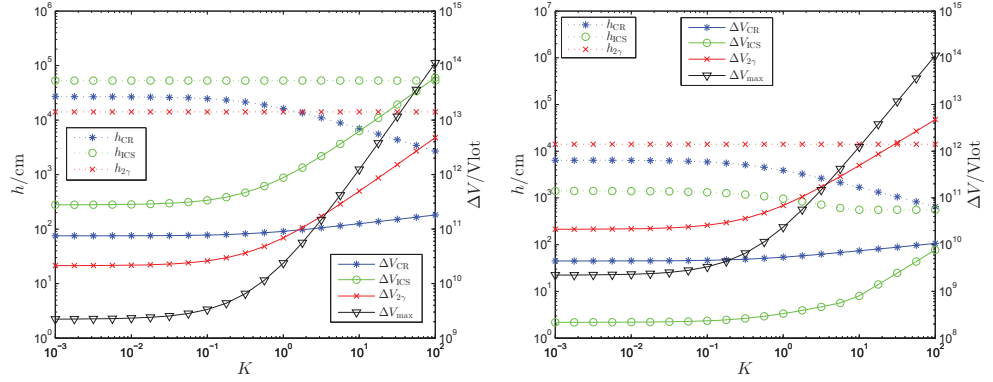 10^6
10^5
10^4
10^3
10^2
10^1
10^0
h/cm
10^-3
10^-2
10^-1
10^0
10^1
10^2
K
10^15
10^14
10^13
10^12
10^11
10^10
10^9
ΔV/Vlot
h_CR
h_ICS
h_2γ
ΔV_CR
ΔV_ICS
ΔV_2γ
ΔV_max
10^7
10^6
10^5
10^4
10^3
10^2
10^1
10^0
h/cm
10^-3
10^-2
10^-1
10^0
10^1
10^2
K
10^15
10^14
10^13
10^12
10^11
10^10
10^9
10^8
ΔV/Vlot
h_CR
h_ICS
h_2γ
ΔV_CR
ΔV_ICS
ΔV_2γ
ΔV_max